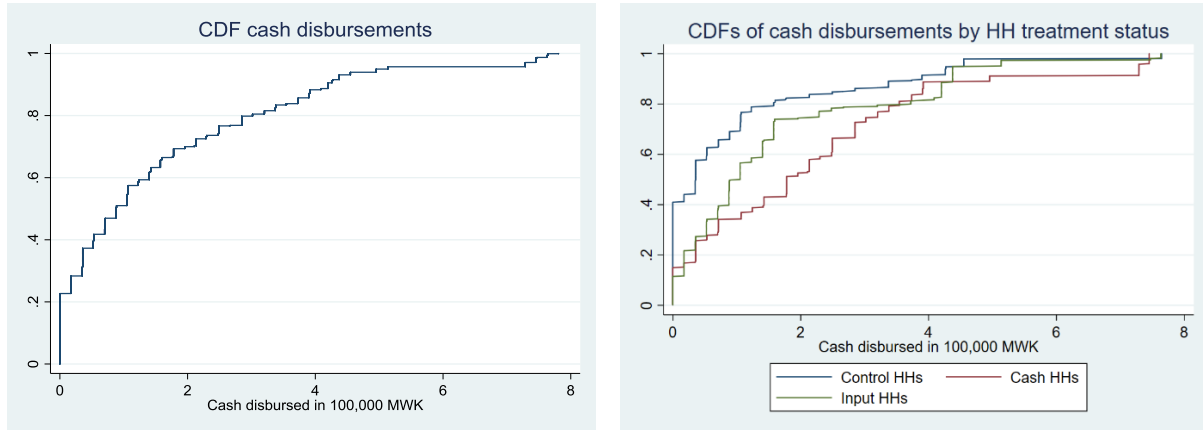 CDF cash disbursements
1
.8
.6
.4
.2
0
0 2 4 6 8
Cash disbursed in 100,000 MWK
CDFs of cash disbursements by HH treatment status
1
.8
.6
.4
.2
0
0 2 4 6 8
Cash disbursed in 100,000 MWK
Control HHs Cash HHs
Input HHs